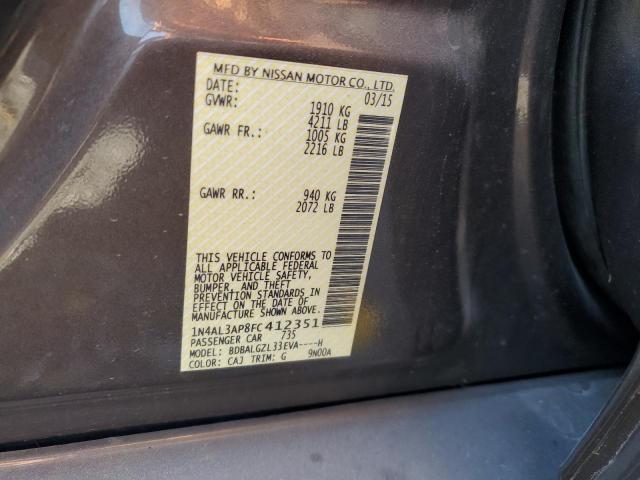 MFD BY NISSAN MOTOR CO., LTD.
DATE: 03/15
GVWR: 1910 KG
4211 LB
GAWR FR.: 1005 KG
2216 LB
GAWR RR.: 940 KG
2072 LB
THIS VEHICLE CONFORMS TO
ALL APPLICABLE FEDERAL
MOTOR VEHICLE SAFETY,
BUMPER, AND THEFT
PREVENTION STANDARDS IN
EFFECT ON THE DATE OF
MANUFACTURE SHOWN ABOVE.
1N4AL3AP8FC412351
PASSENGER CAR 735
MODEL: BDBALGZL33EVA----H
COLOR: CAJ TRIM: G 9N00A